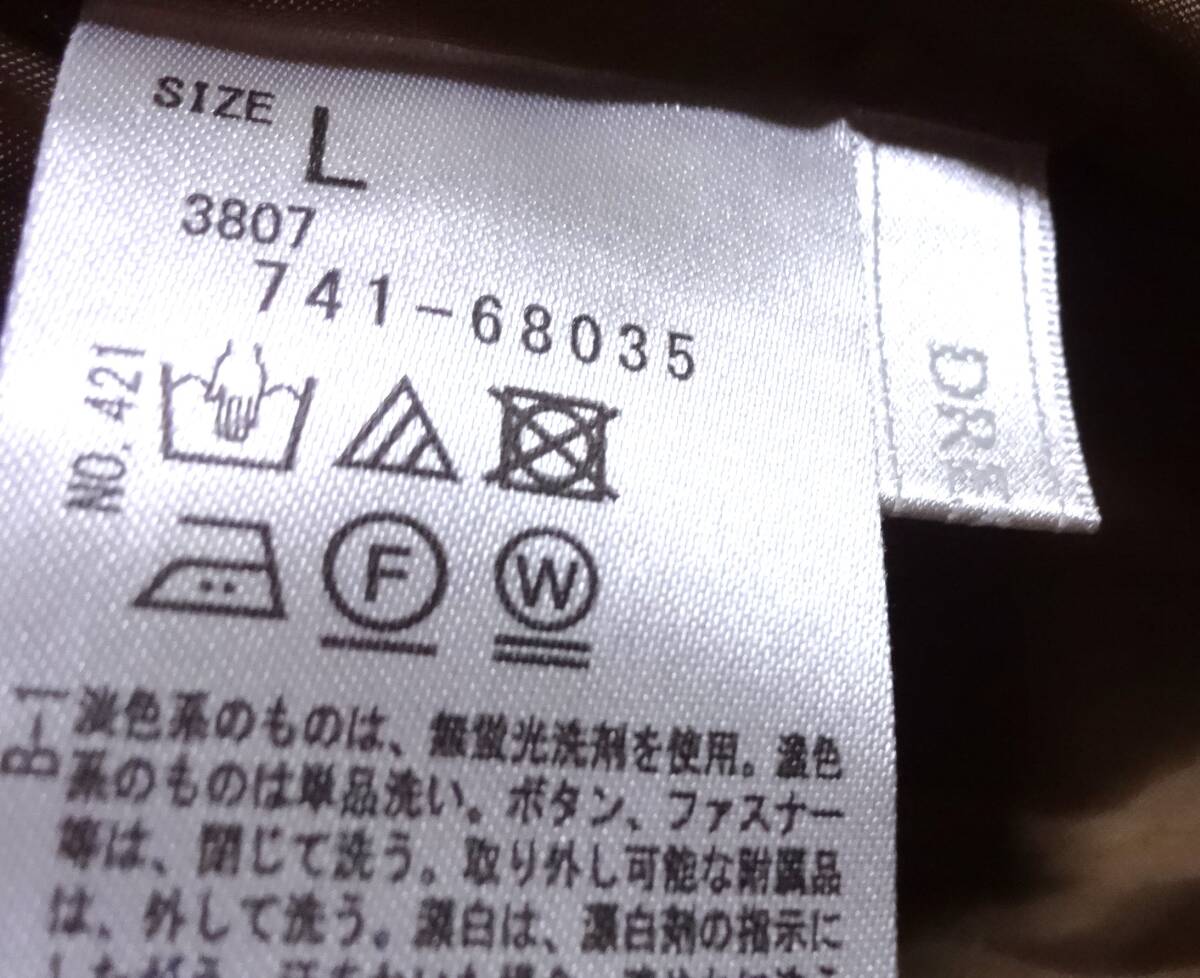 SIZE L
3807
741-68035
NO. 421
F
W
B-1
淡色系のものは、無蛍光洗剤を使用。濃色
系のものは単品洗い。ボタン、ファスナー
等は、閉じて洗う。取り外し可能な附属品
は、外して洗う。漂白は、漂白剤の指示に
DRE